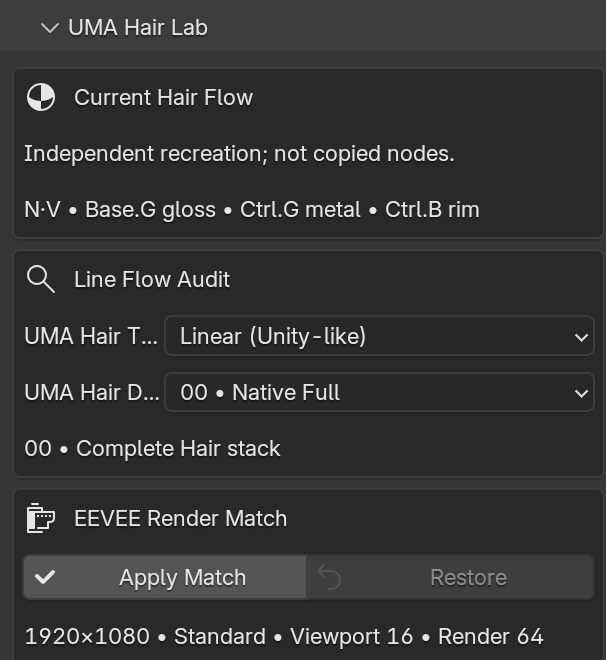 UMA Hair Lab
Current Hair Flow
Independent recreation; not copied nodes.
N·V • Base.G gloss • Ctrl.G metal • Ctrl.B rim
Line Flow Audit
UMA Hair T... Linear (Unity-like)
UMA Hair D... 00 • Native Full
00 • Complete Hair stack
EEVEE Render Match
Apply Match Restore
1920×1080 • Standard • Viewport 16 • Render 64